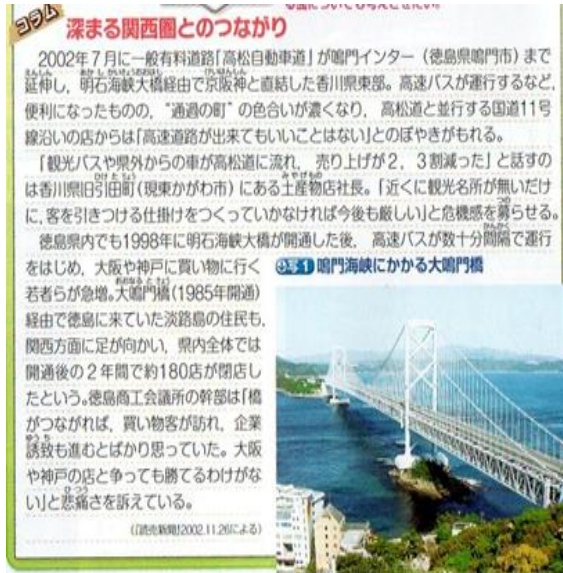 コラム
深まる関西圏とのつながり
2002年7月に一般有料道路「高松自動車道」が鳴門インター（徳島県鳴門市）まで
延伸し，明石海峡大橋経由で京阪神と直結した香川県東部。高速バスが運行するなど，
便利になったものの，“通過の町”の色合いが濃くなり，高松道と並行する国道11号
線沿いの店からは「高速道路が出来てもいいことはない」とのぼやきがもれる。
「観光バスや県外からの車が高松道に流れ，売り上げが2，3割減った」と話すの
は香川県旧引田町（現東かがわ市）にある土産物店社長。「近くに観光名所が無いだけ
に，客を引きつける仕掛けをつくっていかなければ今後も厳しい」と危機感を募らせる。
徳島県内でも1998年に明石海峡大橋が開通した後，高速バスが数十分間隔で運行
をはじめ，大阪や神戸に買い物に行く
若者らが急増。大鳴門橋（1985年開通）
経由で徳島に来ていた淡路島の住民も，
関西方面に足が向かい，県内全体では
開通後の2年間で約180店が閉店し
たという。徳島商工会議所の幹部は「橋
がつながれば，買い物客が訪れ，企業
誘致も進むとばかり思っていた。大阪
や神戸の店と争っても勝てるわけがな
い」と悲痛さを訴えている。
（『読売新聞』2002.11.26による）
写真1 鳴門海峡にかかる大鳴門橋